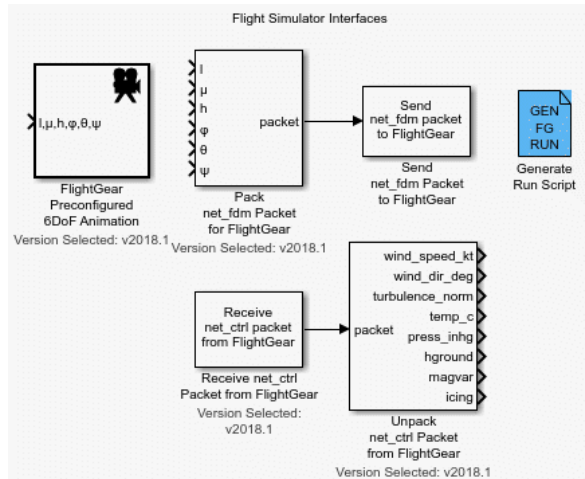 Flight Simulator Interfaces
l,μ,h,φ,θ,ψ
FlightGear
Preconfigured
6DoF Animation
Version Selected: v2018.1
l
μ
h
φ
θ
ψ
packet
Pack
net_fdm Packet
for FlightGear
Version Selected: v2018.1
Send
net_fdm packet
to FlightGear
Send
net_fdm Packet
to FlightGear
GEN
FG
RUN
Generate
Run Script
Receive
net_ctrl packet
from FlightGear
Receive net_ctrl
Packet from FlightGear
Version Selected:
v2018.1
packet
wind_speed_kt
wind_dir_deg
turbulence_norm
temp_c
press_inhg
hground
magvar
icing
Unpack
net_ctrl Packet
from FlightGear
Version Selected: v2018.1